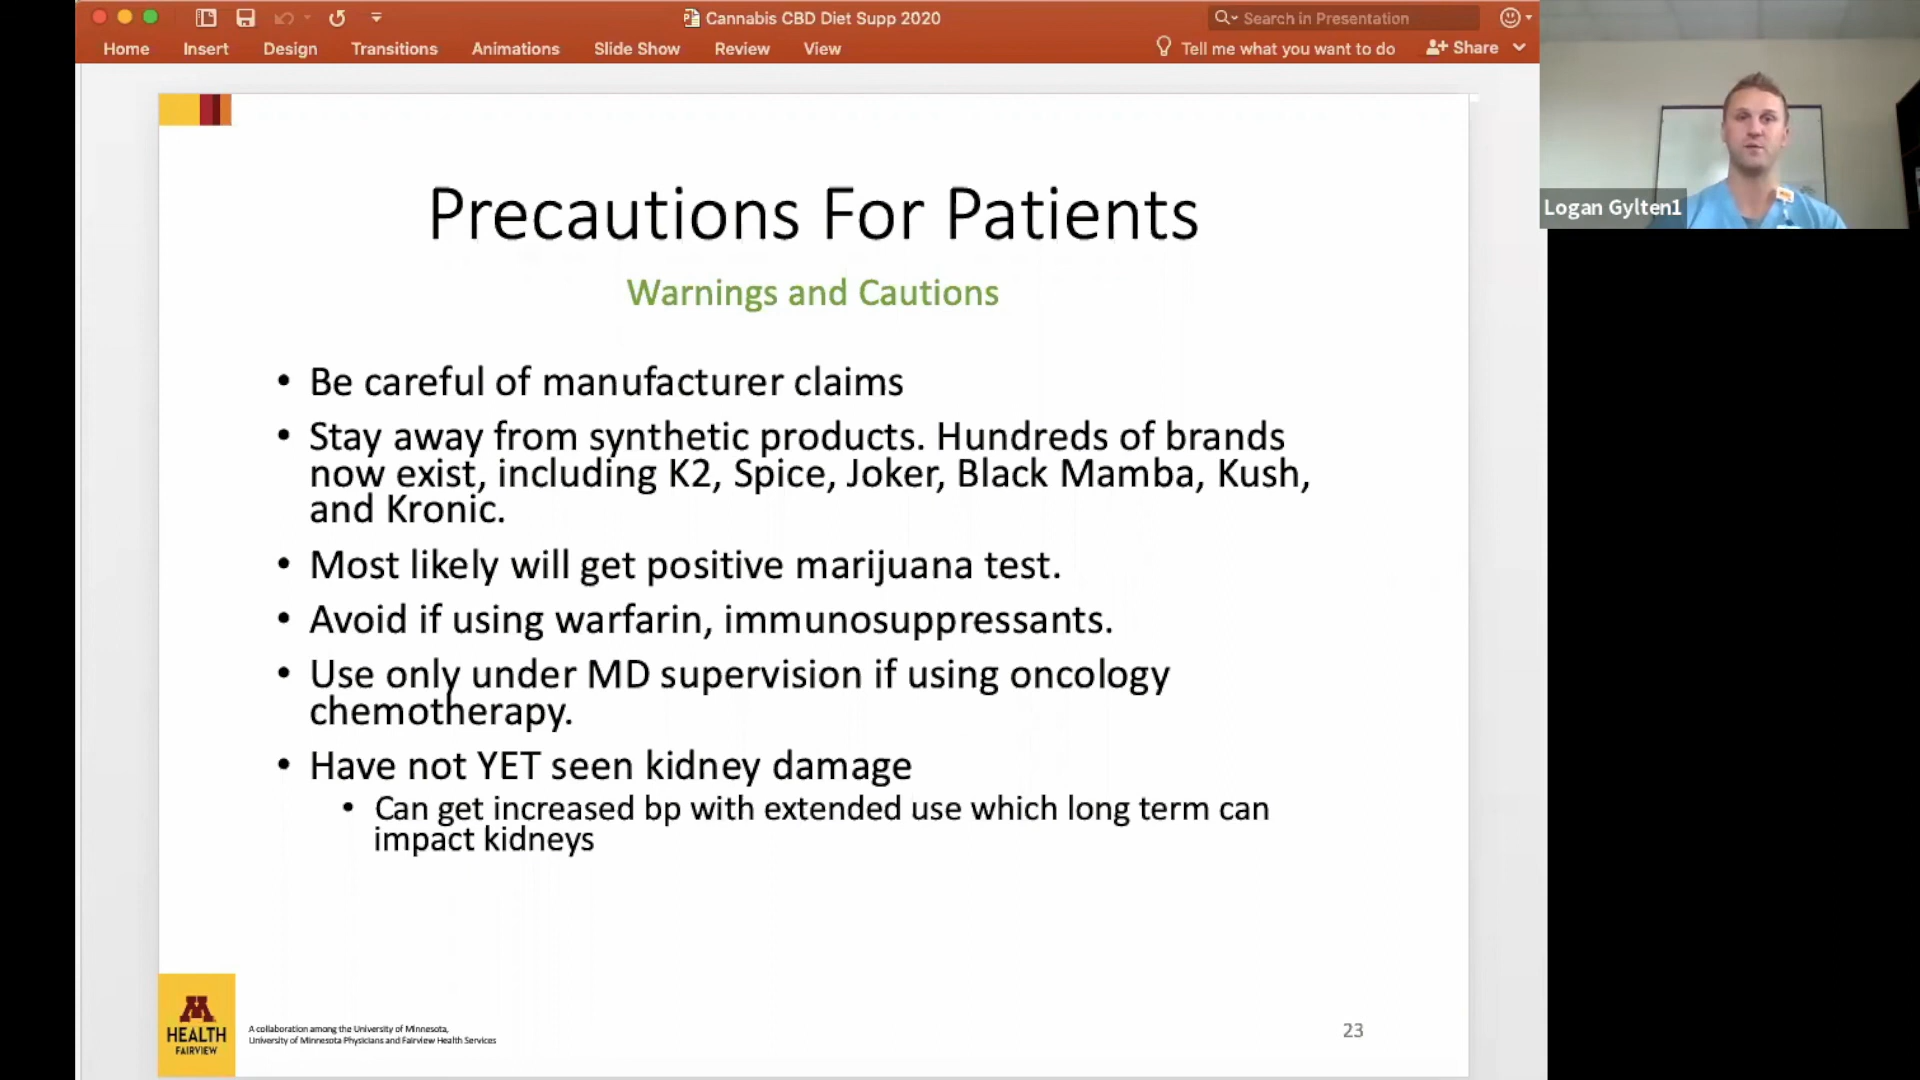 Cannabis CBD Diet Supp 2020
Search in Presentation
Home Insert Design Transitions Animations Slide Show Review View
Tell me what you want to do
Share
Logan Gylten1
Precautions For Patients
Warnings and Cautions
• Be careful of manufacturer claims
• Stay away from synthetic products. Hundreds of brands
now exist, including K2, Spice, Joker, Black Mamba, Kush,
and Kronic.
• Most likely will get positive marijuana test.
• Avoid if using warfarin, immunosuppressants.
• Use only under MD supervision if using oncology
chemotherapy.
• Have not YET seen kidney damage
• Can get increased bp with extended use which long term can
impact kidneys
M
HEALTH
FAIRVIEW
A collaboration among the University of Minnesota,
University of Minnesota Physicians and Fairview Health Services
23